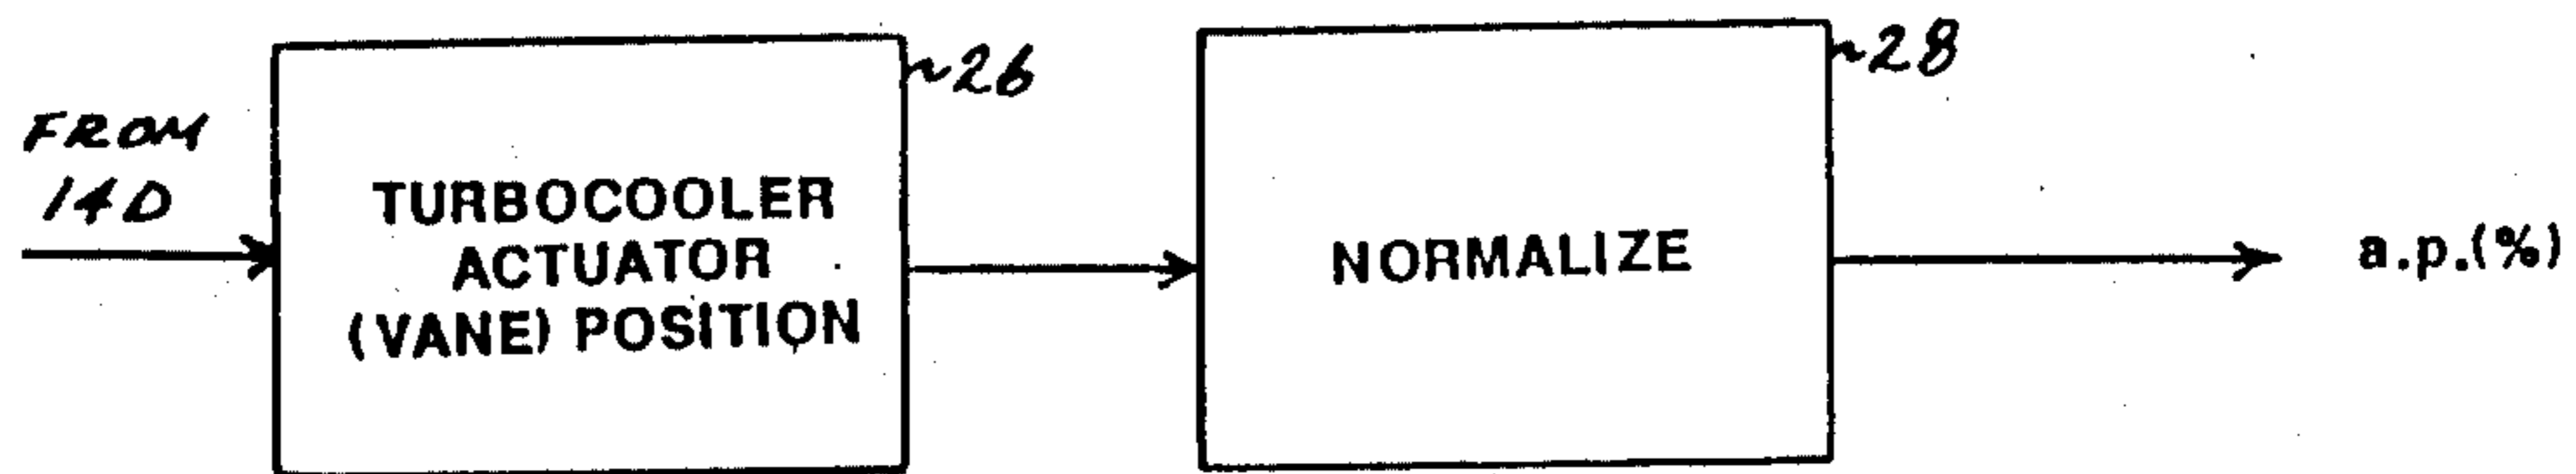 FROM
14D
TURBOCOOLER
ACTUATOR
(VANE) POSITION
~26
NORMALIZE
~28
a.p.(%)